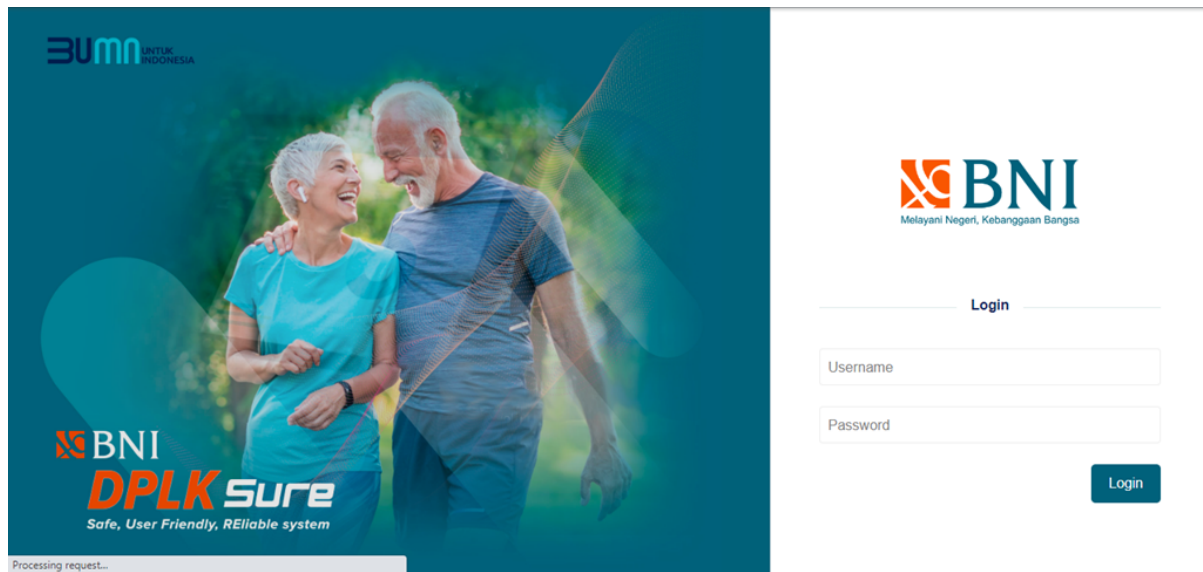 BUMN UNTUK
INDONESIA
BNI
DPLK Sure
Safe, User Friendly, REliable system
Processing request...
BNI
Melayani Negeri, Kebanggaan Bangsa
Login
Username
Password
Login